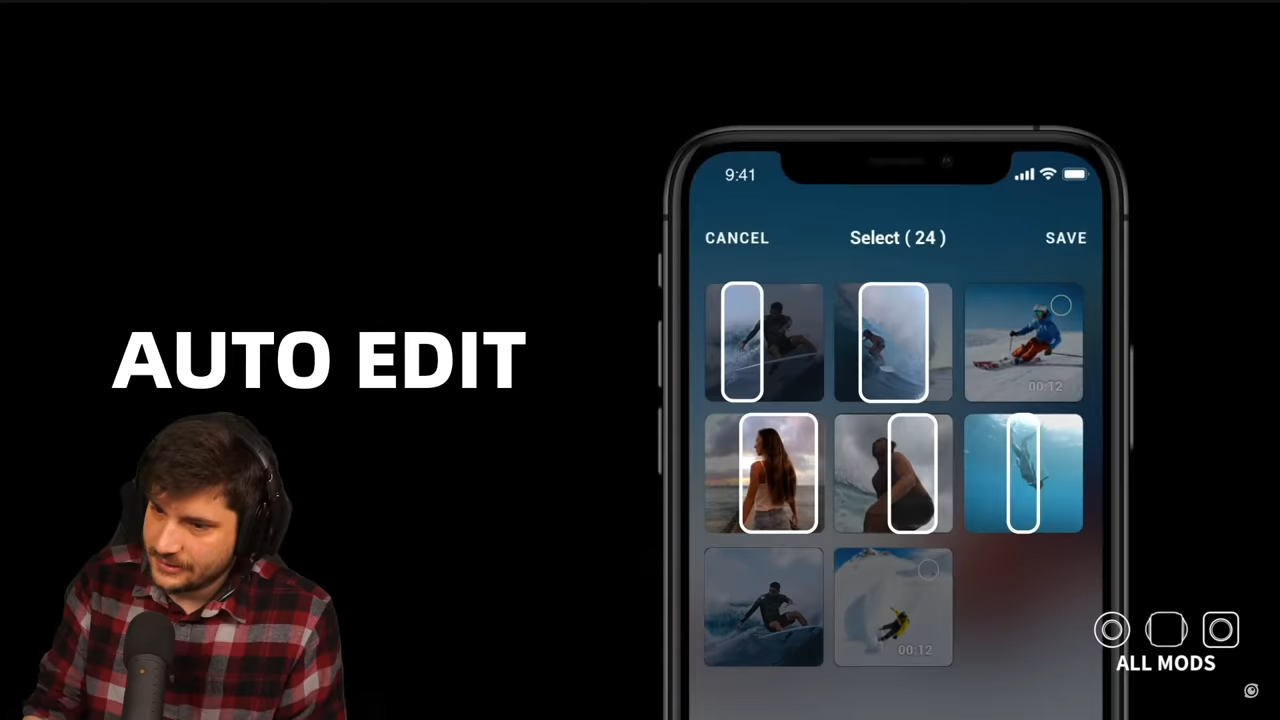 9:41
CANCEL
Select ( 24 )
SAVE
00:12
AUTO EDIT
00:12
ALL MODS